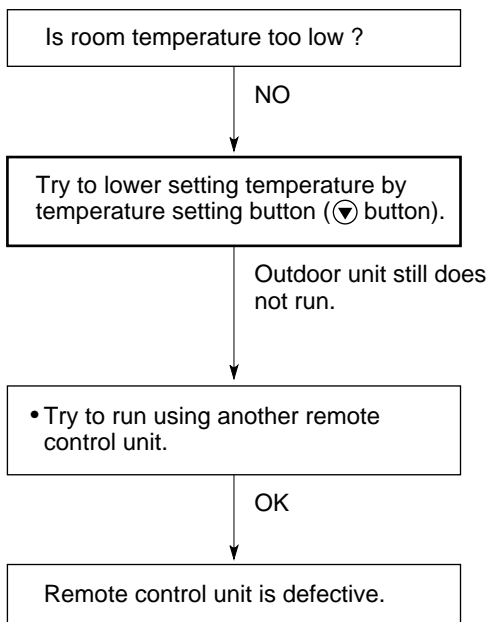 Is room temperature too low ?
NO
Try to lower setting temperature by
temperature setting button (▼ button).
Outdoor unit still does
not run.
• Try to run using another remote
control unit.
OK
Remote control unit is defective.